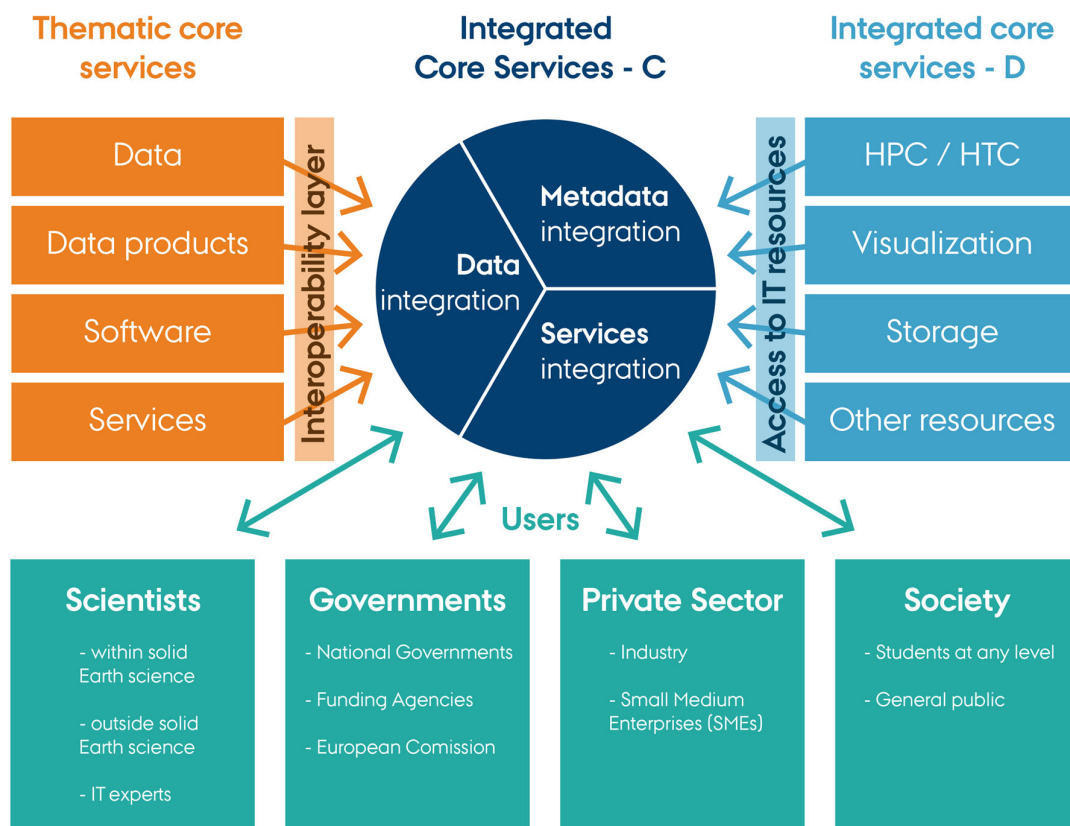 Thematic core
services
Integrated
Core Services - C
Integrated core
services - D
Data
Data products
Software
Services
Interoperability layer
Metadata
integration
Data
integration
Services
integration
Access to IT resources
HPC / HTC
Visualization
Storage
Other resources
Users
Scientists
- within solid
Earth science
- outside solid
Earth science
- IT experts
Governments
- National Governments
- Funding Agencies
- European Comission
Private Sector
- Industry
- Small Medium
Enterprises (SMEs)
Society
- Students at any level
- General public